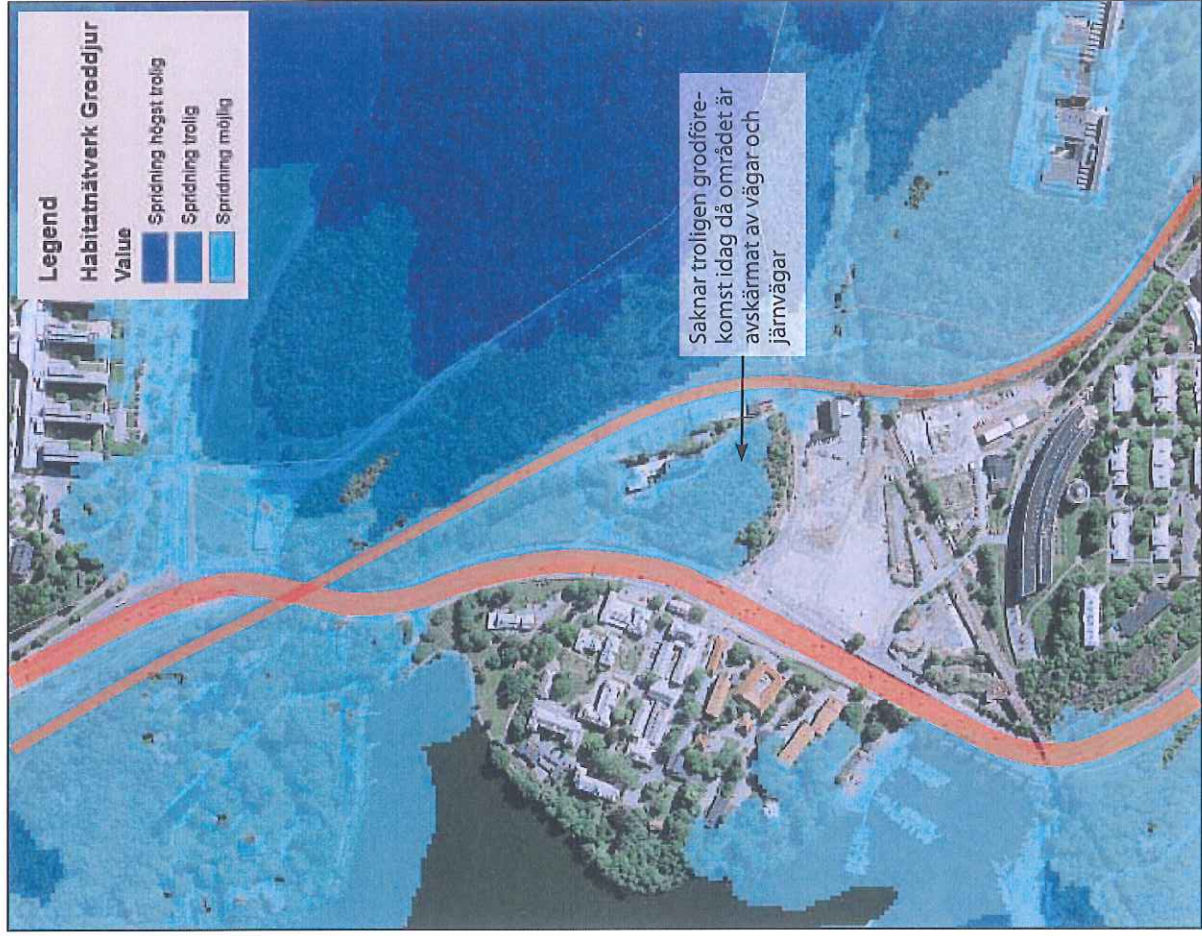 Legend
Habitatnätverk Groddjur
Value
Spridning högst trolig
Spridning trolig
Spridning möjlig
Saknar troligen grodföre-
komst idag då området är
avskärmat av vägar och
järnvägar